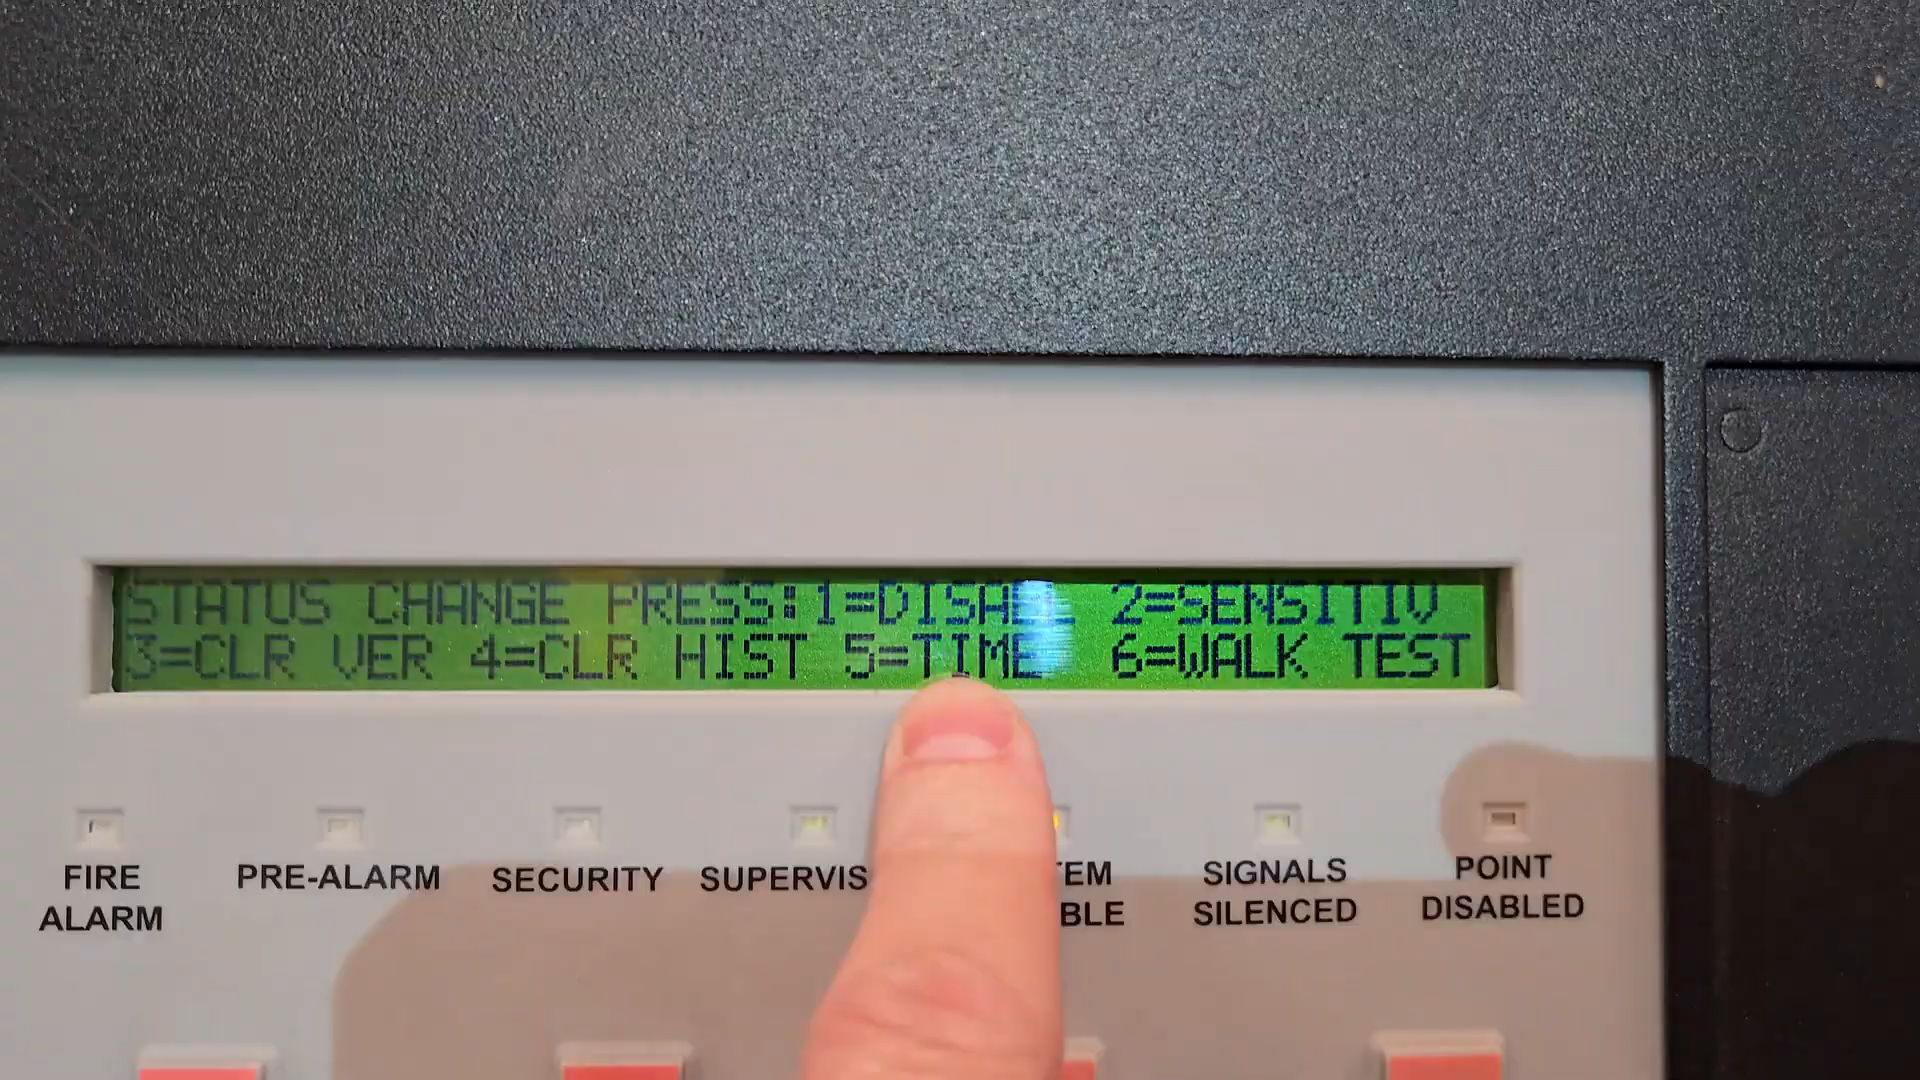 STATUS CHANGE PRESS:1=DISABL 2=SENSITIV
3=CLR VER 4=CLR HIST 5=TIME 6=WALK TEST
FIRE
ALARM
PRE-ALARM
SECURITY
SUPERVIS
TEM
BLE
SIGNALS
SILENCED
POINT
DISABLED